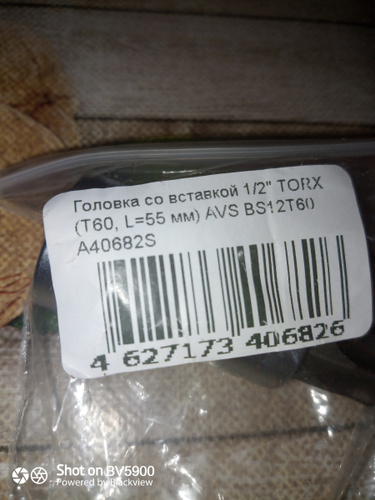 Головка со вставкой 1/2" TORX
(T60, L=55 мм) AVS BS12T60
A40682S
4 627173 406826
Shot on BV5900
Powered by Blackview